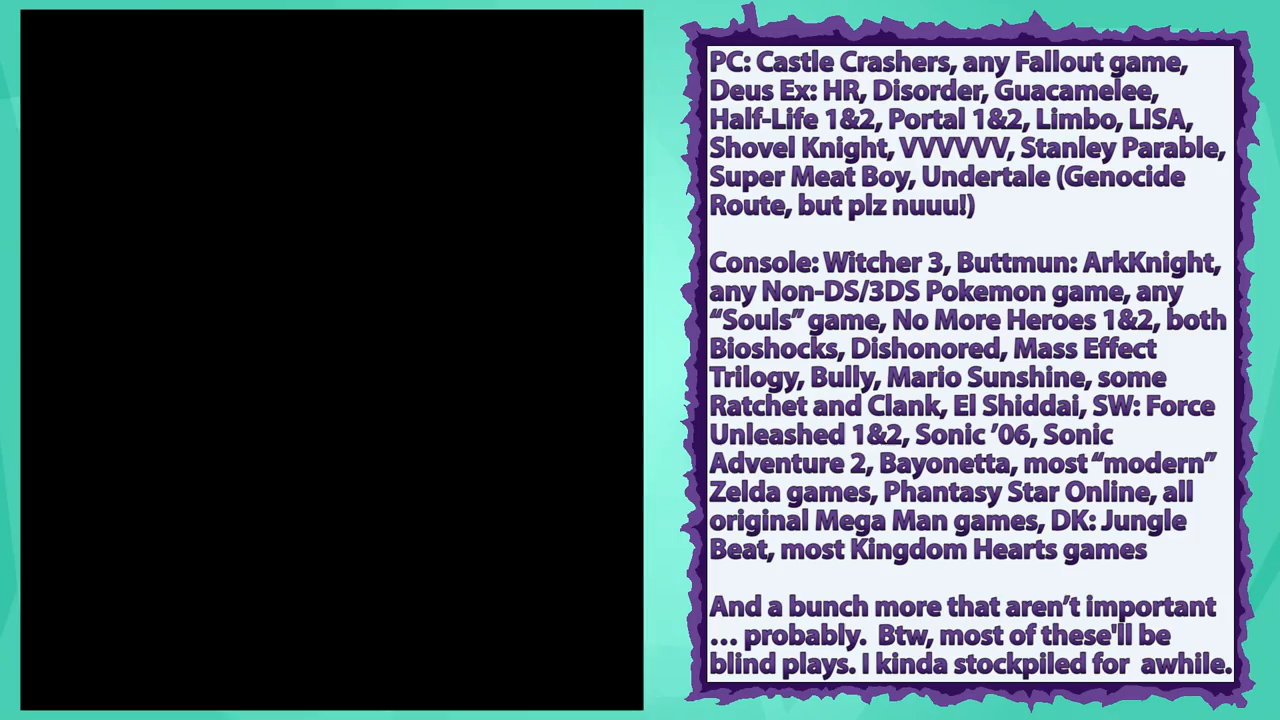 PC: Castle Crashers, any Fallout game,
Deus Ex: HR, Disorder, Guacamelee,
Half-Life 1&2, Portal 1&2, Limbo, LISA,
Shovel Knight, VVVVVV, Stanley Parable,
Super Meat Boy, Undertale (Genocide
Route, but plz nuuu!)
Console: Witcher 3, Buttmun: ArkKnight,
any Non-DS/3DS Pokemon game, any
“Souls” game, No More Heroes 1&2, both
Bioshocks, Dishonored, Mass Effect
Trilogy, Bully, Mario Sunshine, some
Ratchet and Clank, El Shiddai, SW: Force
Unleashed 1&2, Sonic ’06, Sonic
Adventure 2, Bayonetta, most “modern”
Zelda games, Phantasy Star Online, all
original Mega Man games, DK: Jungle
Beat, most Kingdom Hearts games
And a bunch more that aren’t important
... probably.  Btw, most of these'll be
blind plays. I kinda stockpiled for  awhile.